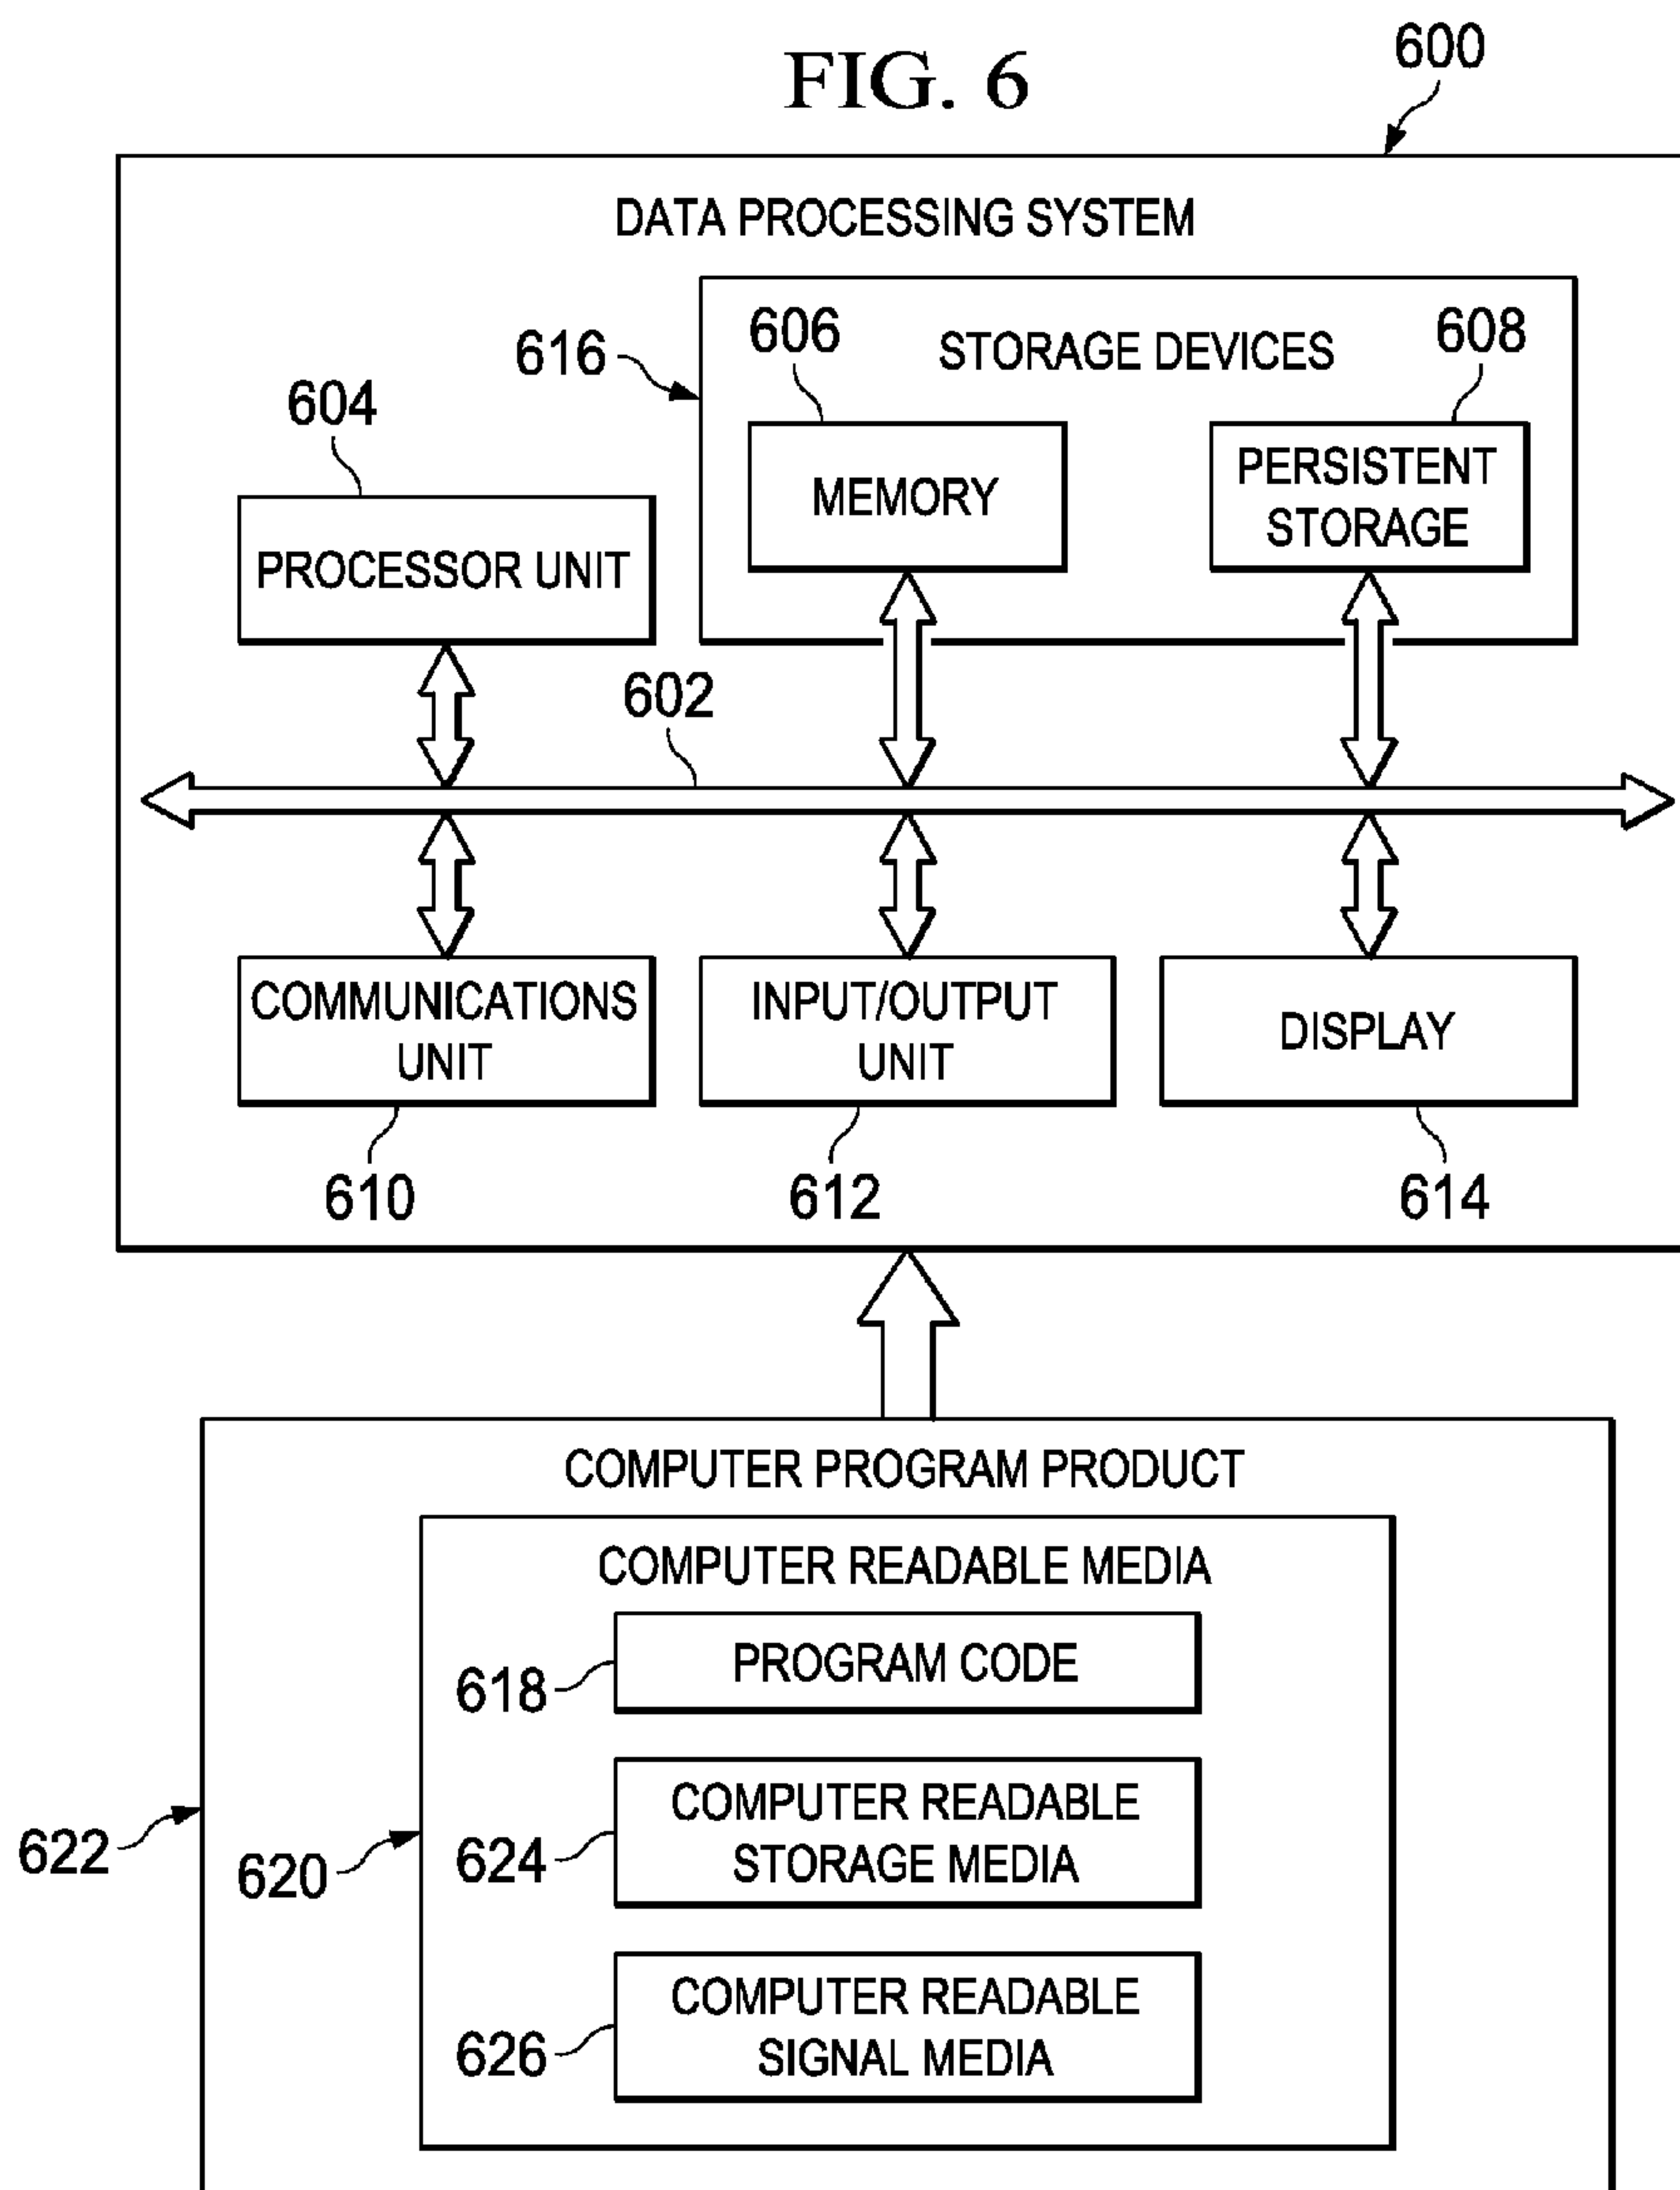 FIG. 6
600
DATA PROCESSING SYSTEM
616
606
STORAGE DEVICES
608
604
MEMORY
PERSISTENT
STORAGE
PROCESSOR UNIT
602
COMMUNICATIONS
UNIT
INPUT/OUTPUT
UNIT
DISPLAY
610
612
614
COMPUTER PROGRAM PRODUCT
COMPUTER READABLE MEDIA
618
PROGRAM CODE
622
620
624
COMPUTER READABLE
STORAGE MEDIA
626
COMPUTER READABLE
SIGNAL MEDIA